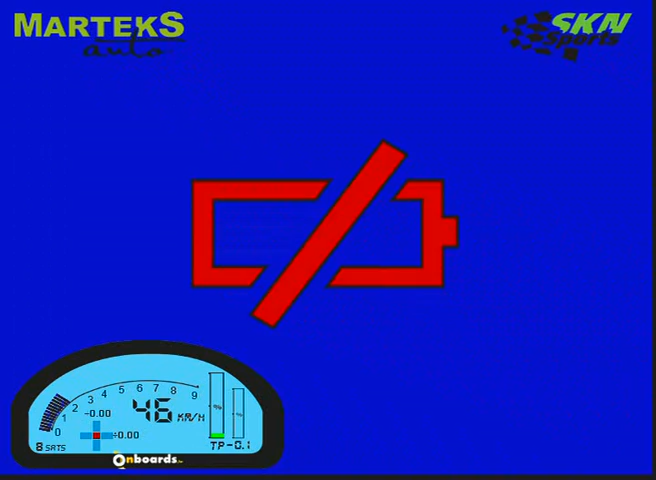 MARTEKS
auto
SKN
Sports
0 1 2 3 4 5 6 7 8 9
-0.00
46 KM/H
÷0.00
8 SATS
TP-0.1
Onboards